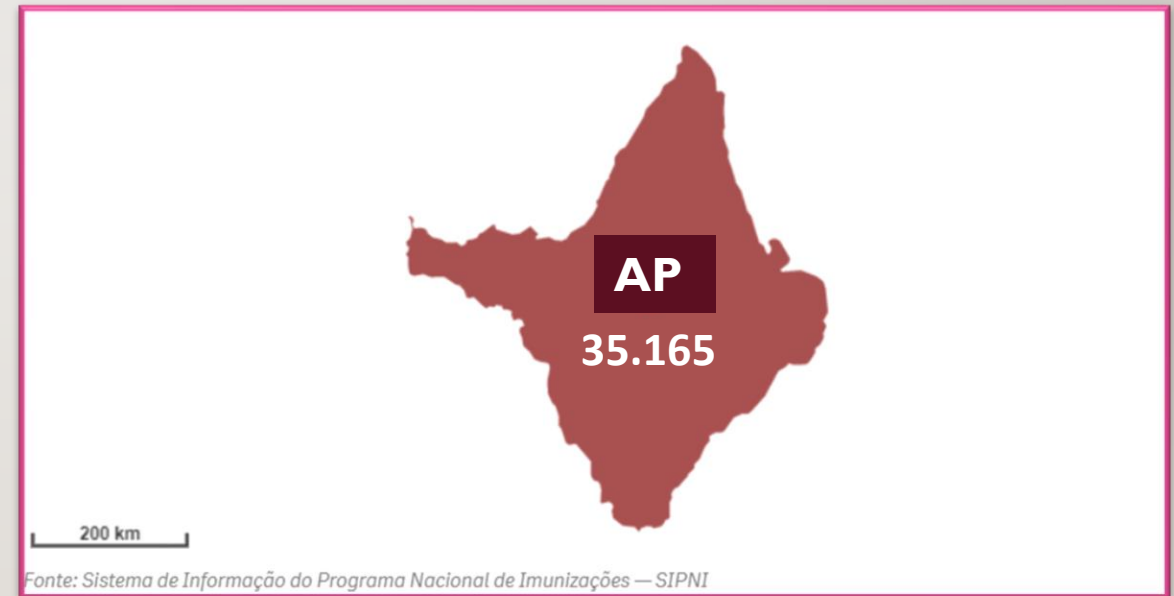 AP
35.165
200 km
Fonte: Sistema de Informação do Programa Nacional de Imunizações — SIPNI